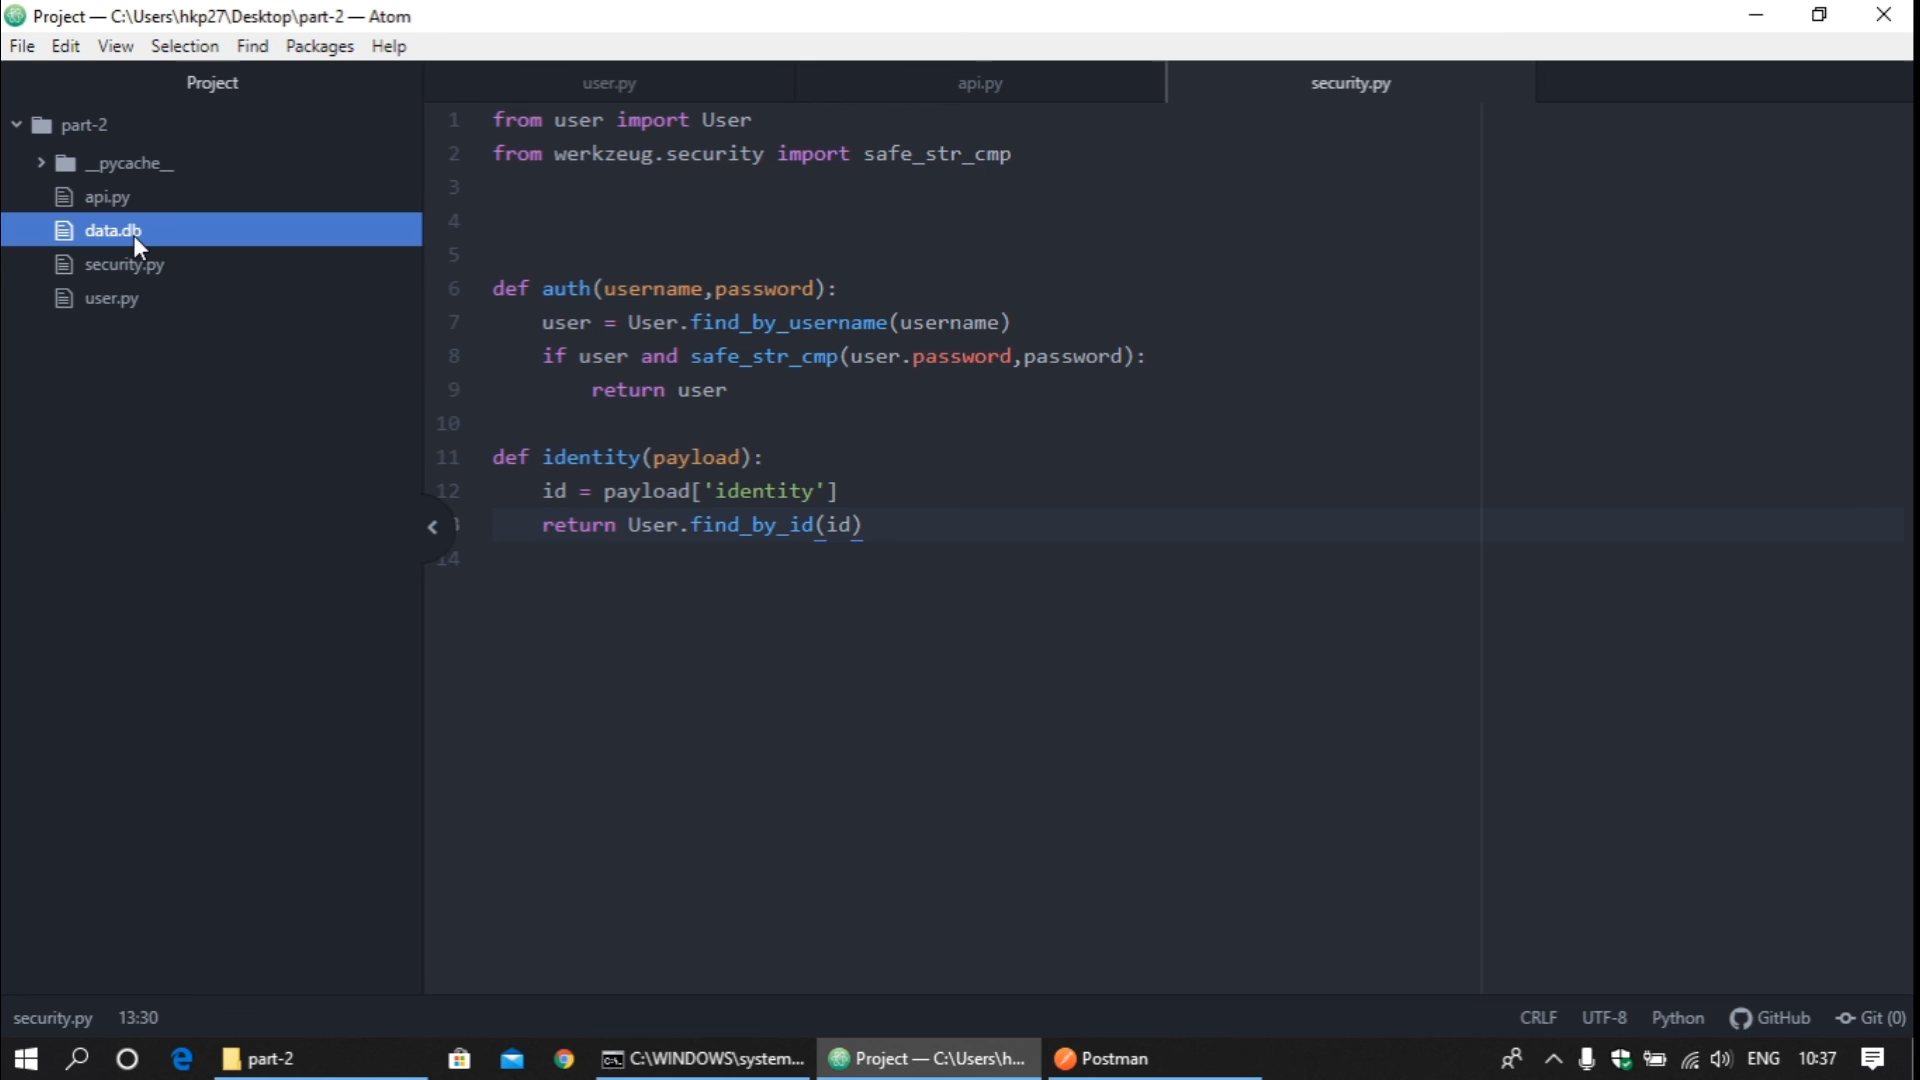 Project — C:\Users\hkp27\Desktop\part-2 — Atom
File Edit View Selection Find Packages Help
Project
user.py api.py security.py
part-2
__pycache__
api.py
data.db
security.py
user.py
1 from user import User
2 from werkzeug.security import safe_str_cmp
3
4
5
6 def auth(username,password):
7 user = User.find_by_username(username)
8 if user and safe_str_cmp(user.password,password):
9 return user
10
11 def identity(payload):
12 id = payload['identity']
return User.find_by_id(id)
14
security.py 13:30 CRLF UTF-8 Python GitHub Git (0)
part-2 C:\WINDOWS\system... Project — C:\Users\h... Postman ENG 10:37